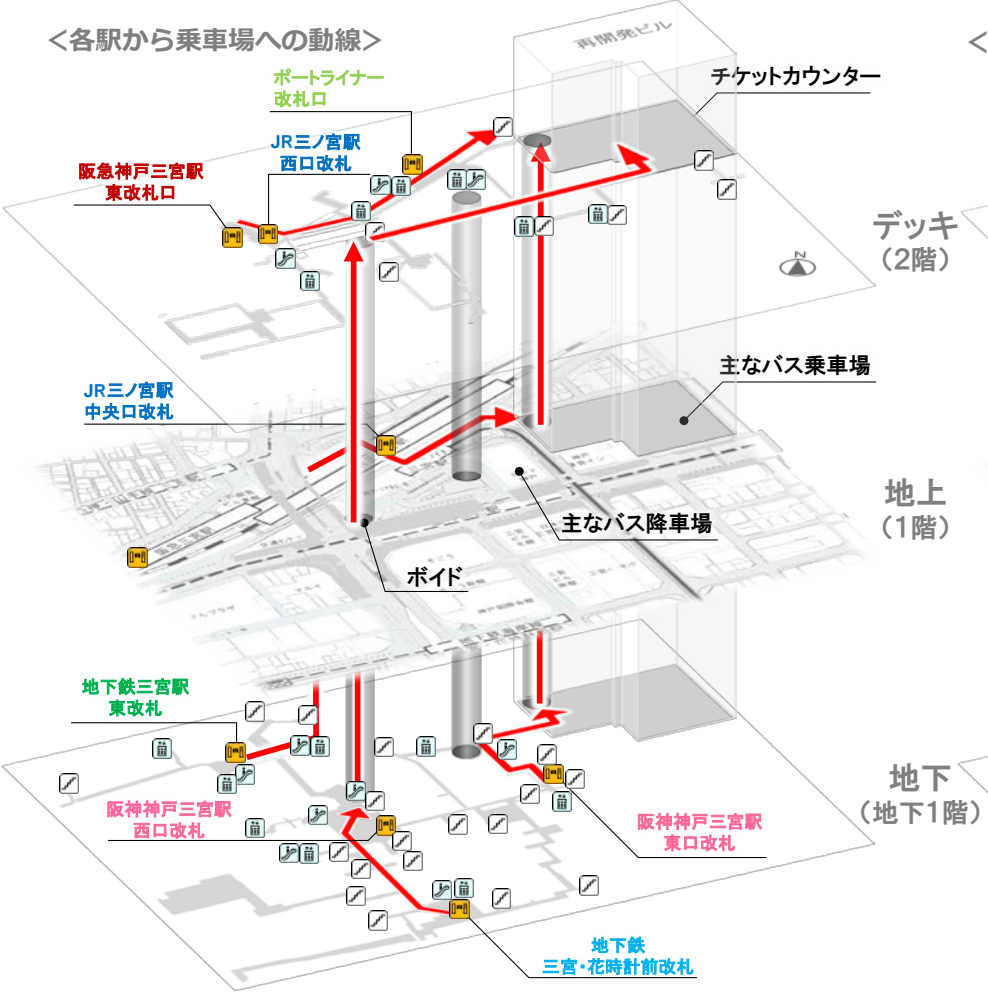 <各駅から乗車場への動線>
<
再開発ビル
ポートライナー
改札口
チケットカウンター
JR三ノ宮駅
西口改札
阪急神戸三宮駅
東改札口
デッキ
(2階)
N
主なバス乗車場
JR三ノ宮駅
中央口改札
地上
(1階)
主なバス降車場
ボイド
地下鉄三宮駅
東改札
地下
(地下1階)
阪神神戸三宮駅
西口改札
阪神神戸三宮駅
東口改札
地下鉄
三宮・花時計前改札